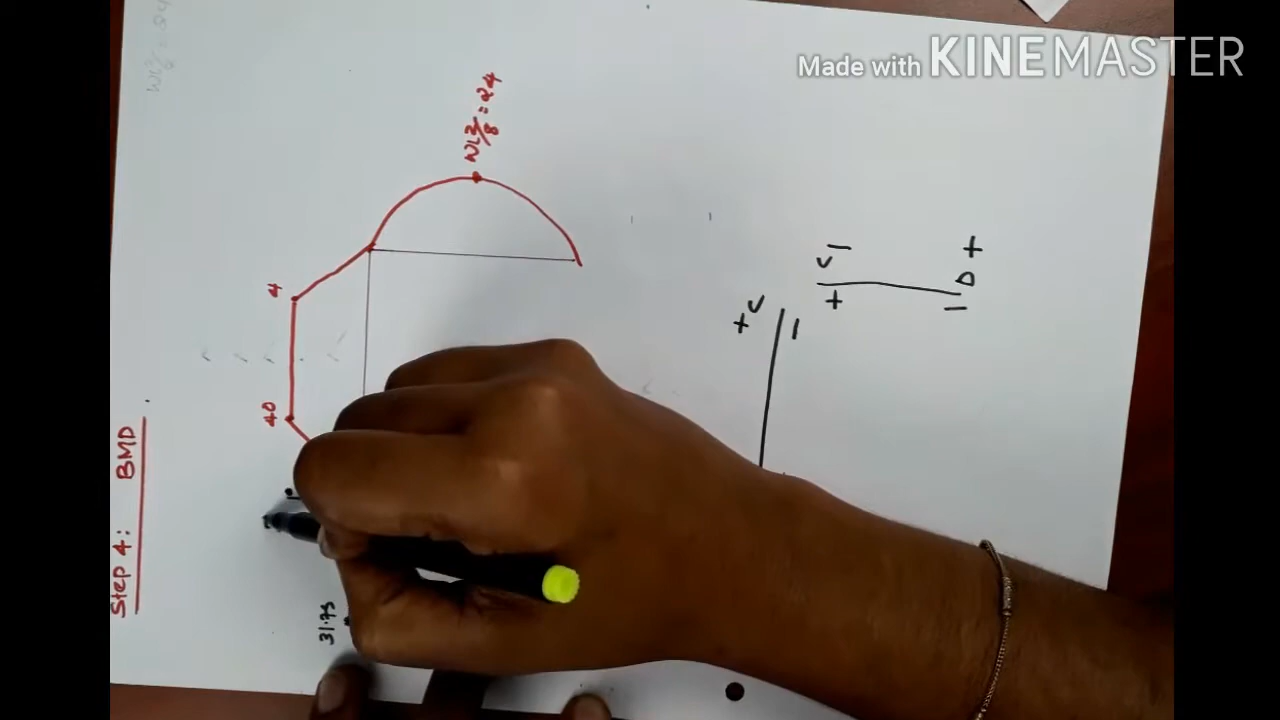 Made with KINEMASTER
Step 4: BMD
wl²/8 = 24
4
40
31.75
+ C
-
C -
+
D +
-